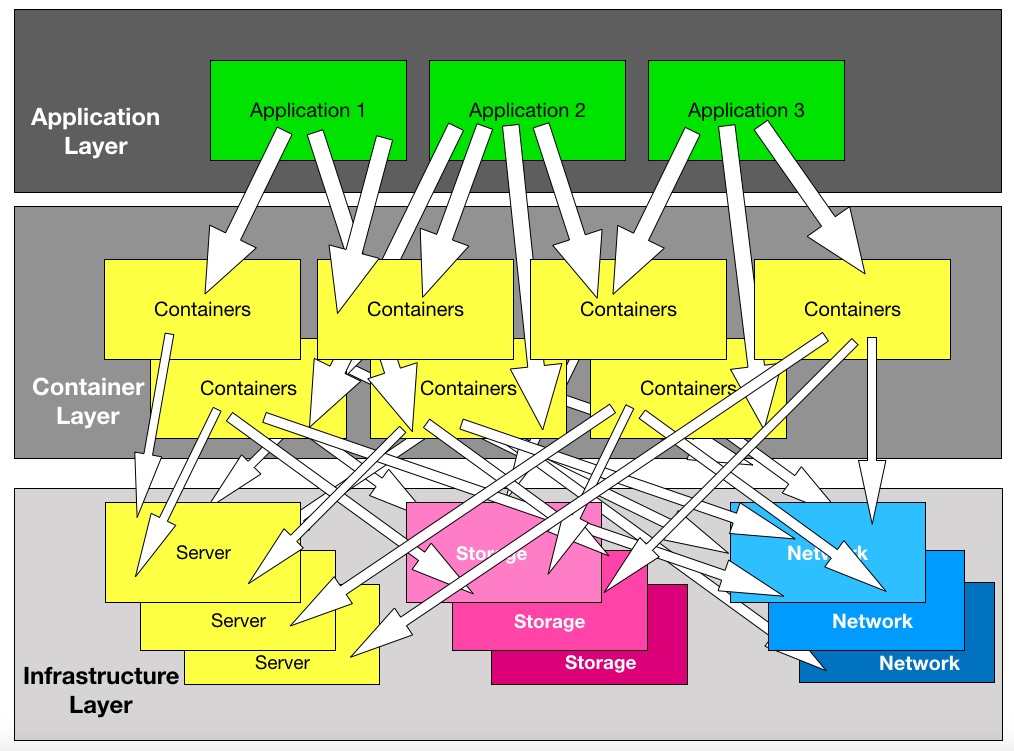 Application 1
Application 2
Application 3
Application
Layer
Containers
Containers
Containers
Containers
Container
Layer
Containers
Containers
Containers
Server
Storage
Network
Server
Storage
Network
Server
Storage
Network
Infrastructure
Layer